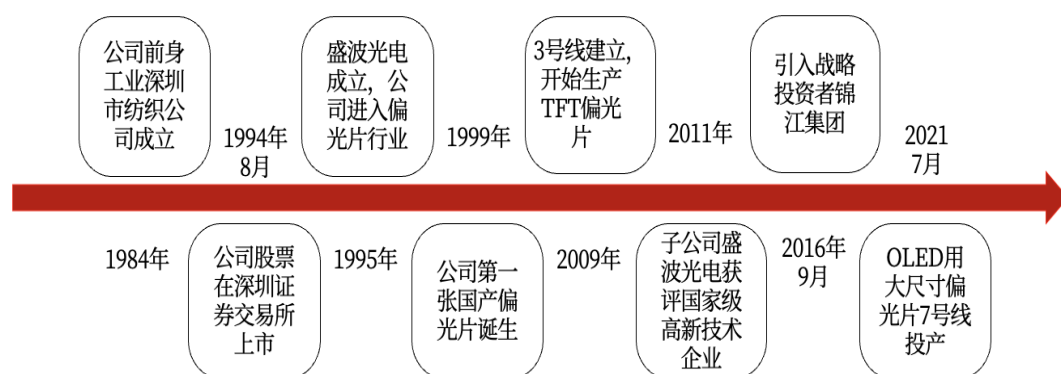 公司前身
工业深圳
市纺织公
司成立
1984年
1994年
8月
公司股票
在深圳证
券交易所
上市
盛波光电
成立，公
司进入偏
光片行业
1995年
1999年
公司第一
张国产偏
光片诞生
3号线建立，
开始生产
TFT偏光
片
2009年
2011年
子公司盛
波光电获
评国家级
高新技术
企业
引入战略
投资者锦
江集团
2016年
9月
2021
7月
OLED用
大尺寸偏
光片7号线
投产